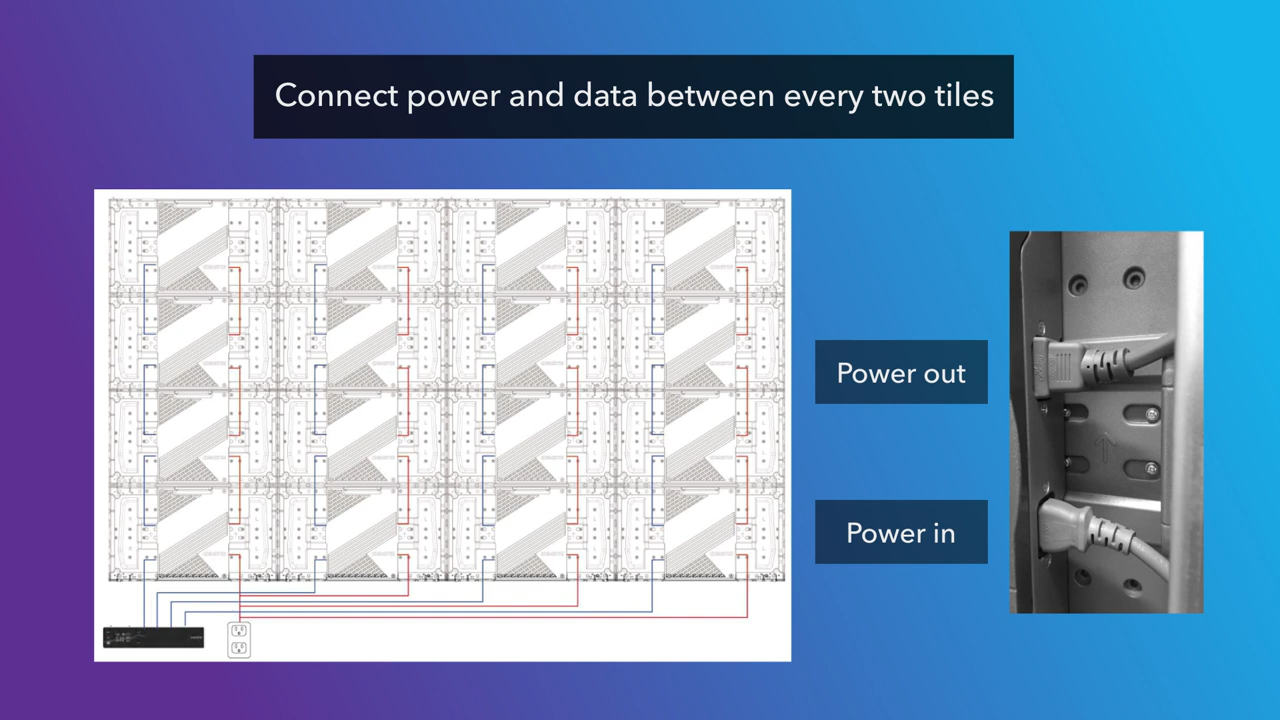 Connect power and data between every two tiles
Power out
Power in